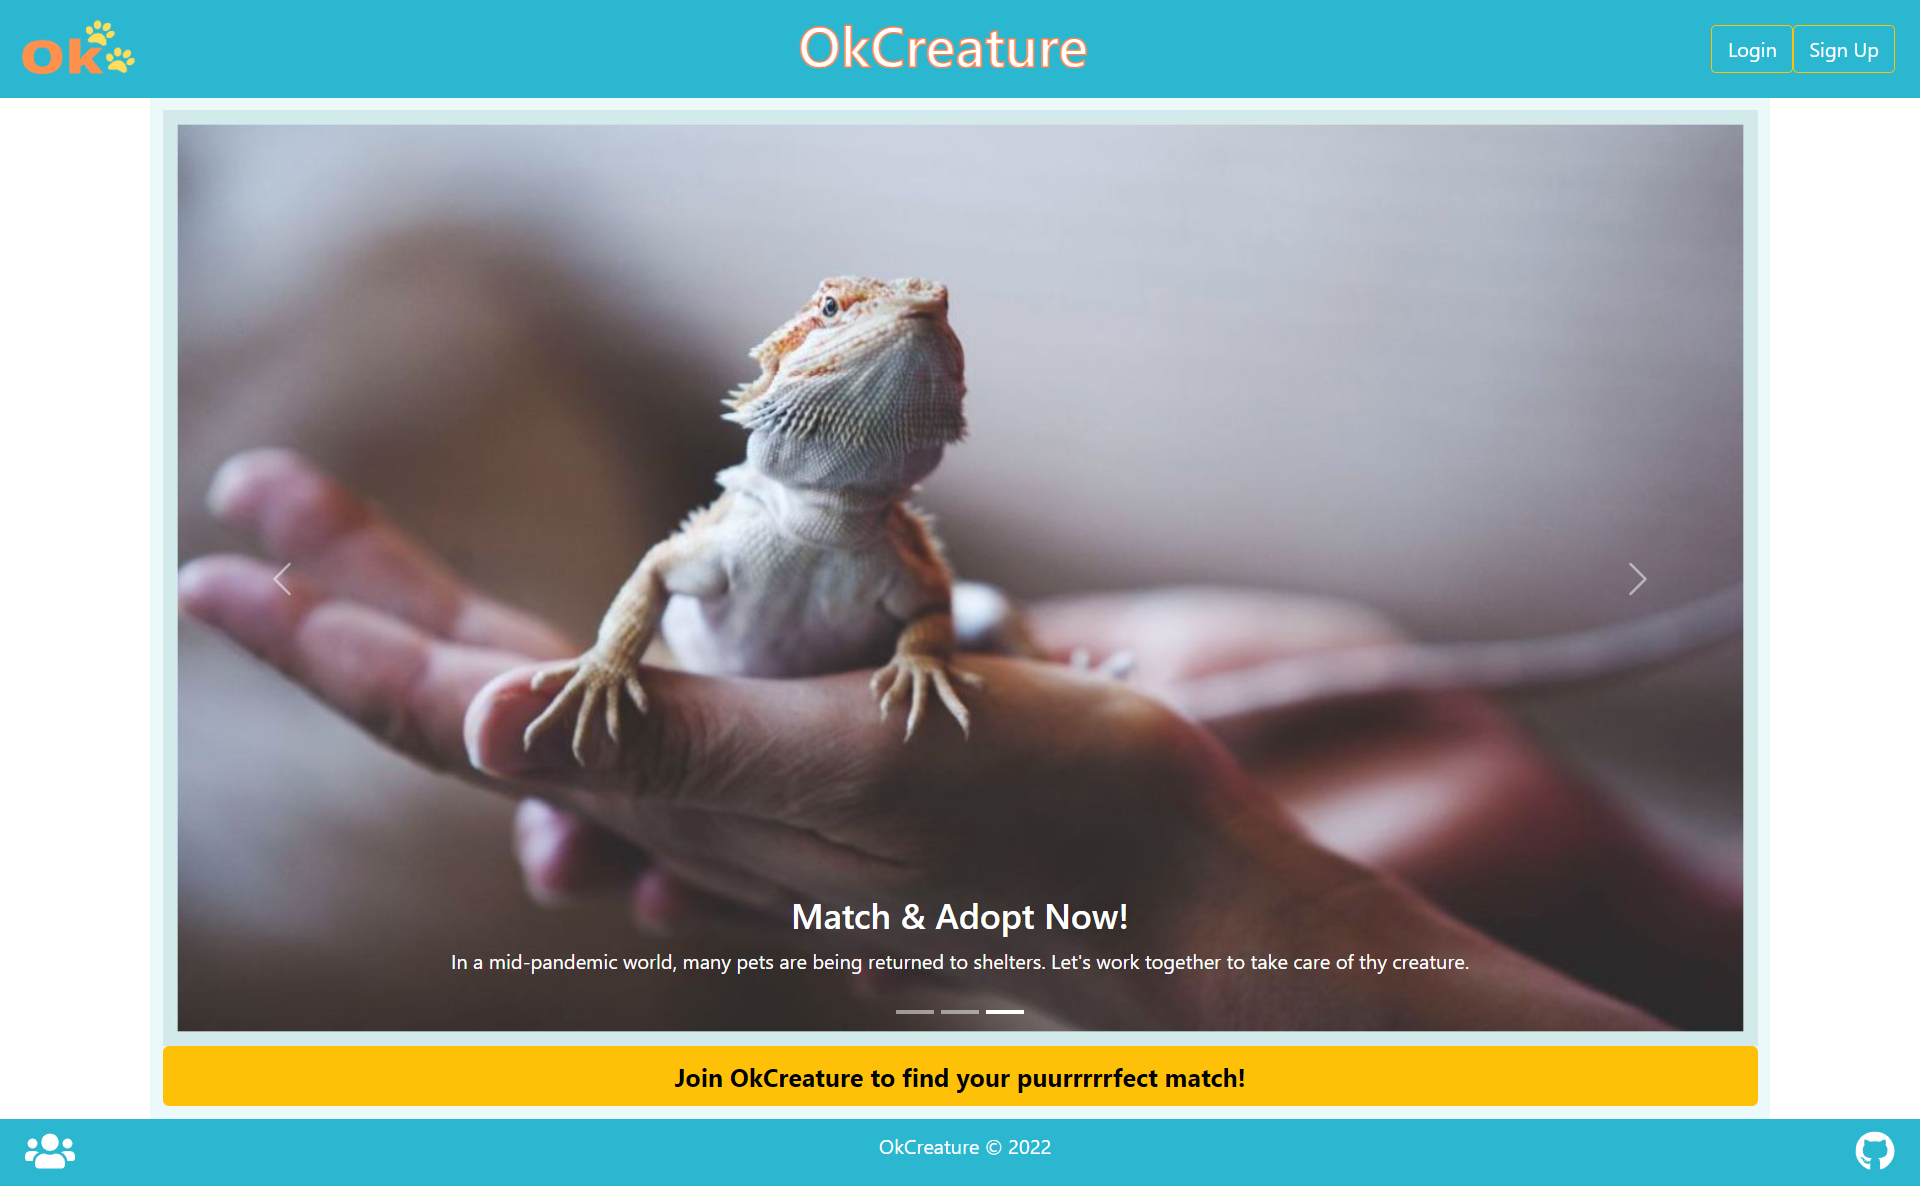 ok
OkCreature
Login
Sign Up
Match & Adopt Now!
In a mid-pandemic world, many pets are being returned to shelters. Let's work together to take care of thy creature.
Join OkCreature to find your puurrrrrfect match!
OkCreature © 2022